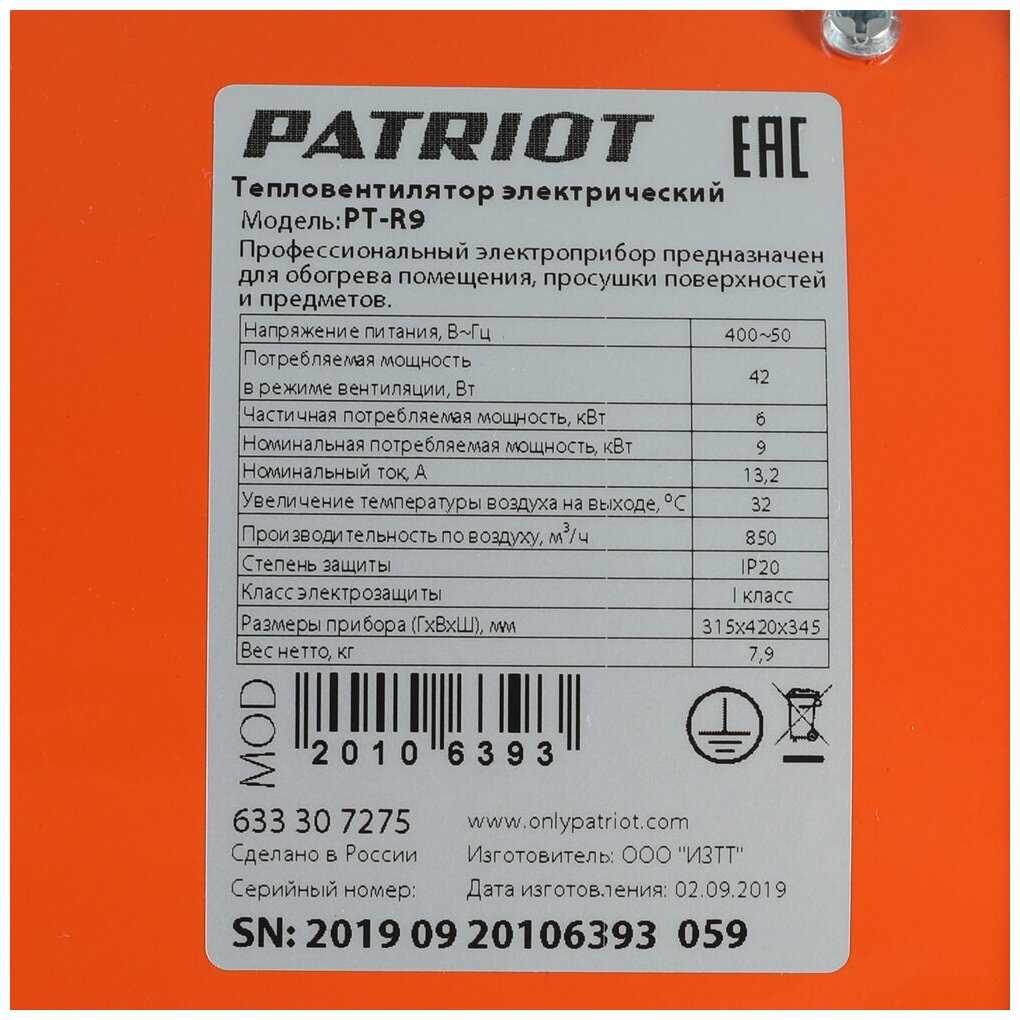 PATRIOT
EAC
Тепловентилятор электрический
Модель: PT-R9
Профессиональный электроприбор предназначен
для обогрева помещения, просушки поверхностей
и предметов.
Напряжение питания, В~Гц 400~50
Потребляемая мощность
в режиме вентиляции, Вт 42
Частичная потребляемая мощность, кВт 6
Номинальная потребляемая мощность, кВт 9
Номинальный ток, А 13,2
Увеличение температуры воздуха на выходе, °С 32
Производительность по воздуху, м³/ч 850
Степень защиты IP20
Класс электрозащиты I класс
Размеры прибора (ГхВхШ), мм 315х420х345
Вес нетто, кг 7,9
MOD
2010 6393
633 30 7275 www.onlypatriot.com
Сделано в России Изготовитель: ООО "ИЗТТ"
Серийный номер: Дата изготовления: 02.09.2019
SN: 2019 09 20106393 059